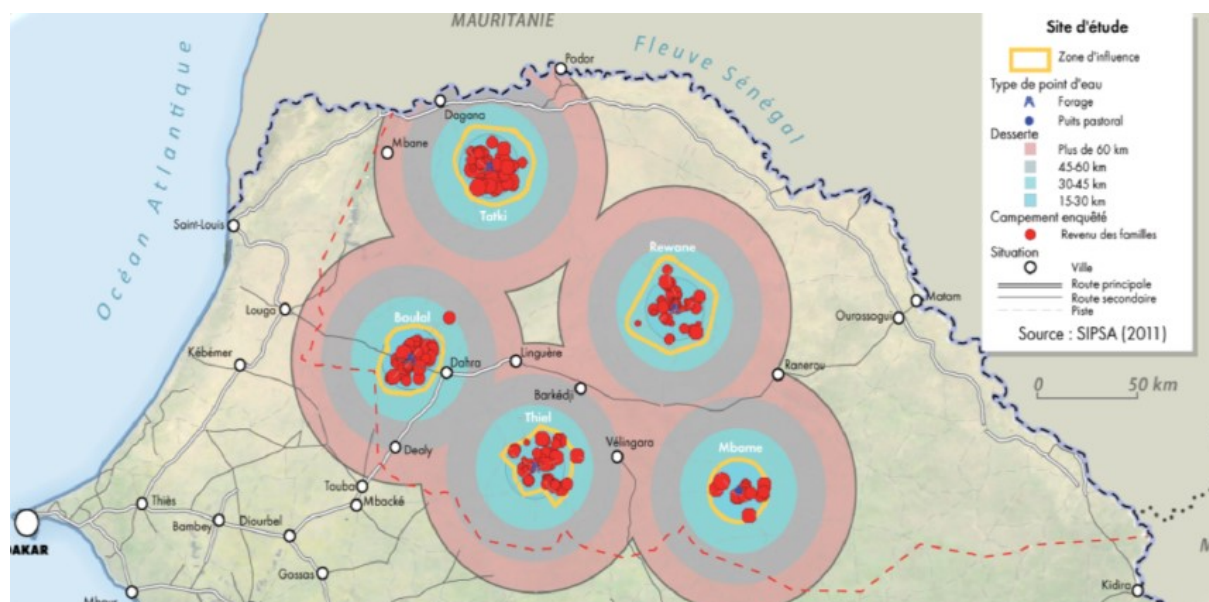 MAURITANIE
Océan Atlantique
Fleuve Sénégal
Podor
Dagana
Mbane
Saint-Louis
Tatki
Rewane
Matam
Ourossogui
Louga
Boulal
Kébémer
Dahra
Linguère
Ranerou
Barkédji
Thiel
Vélingara
Mbame
Dealy
Touba
Mbacké
Thiès
Bambey
Diourbel
DAKAR
Gossas
Kidira
Site d'étude
Zone d'influence
Type de point d'eau
Forage
Puits pastoral
Desserte
Plus de 60 km
45-60 km
30-45 km
15-30 km
Campement enquêté
Revenu des familles
Situation
Ville
Route principale
Route secondaire
Piste
Source : SIPSA (2011)
0 50 km